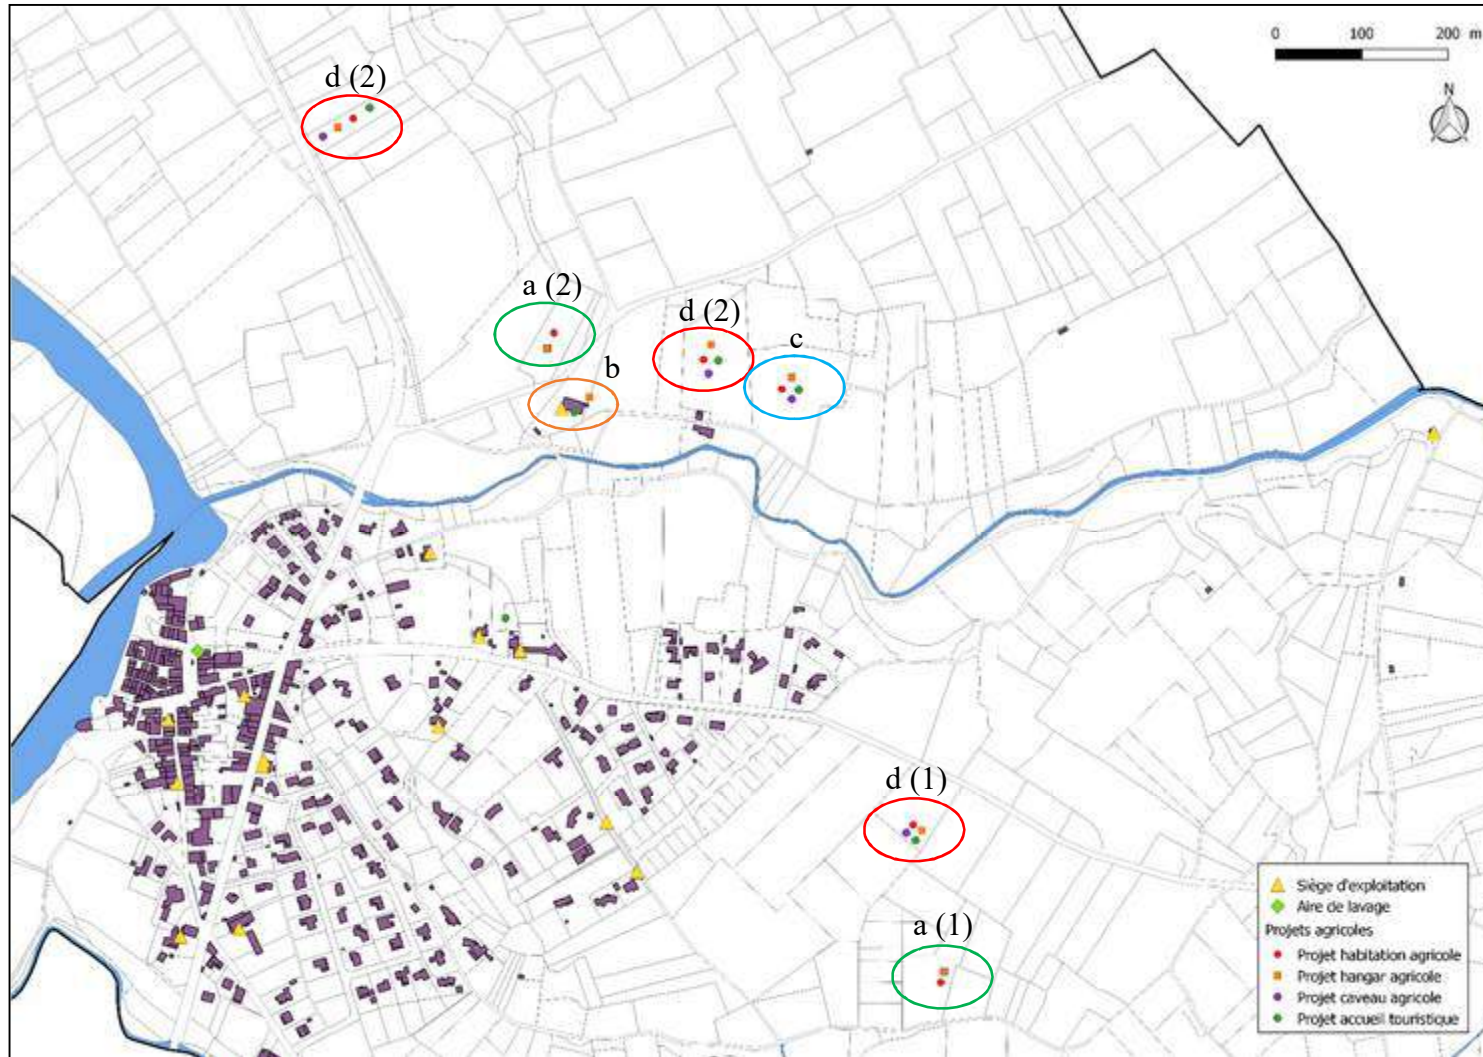 0 100 200 m
N
d (2)
a (2)
d (2)
c
b
d (1)
a (1)
Siège d'exploitation
Aire de lavage
Projets agricoles
Projet habitation agricole
Projet hangar agricole
Projet caveau agricole
Projet accueil touristique